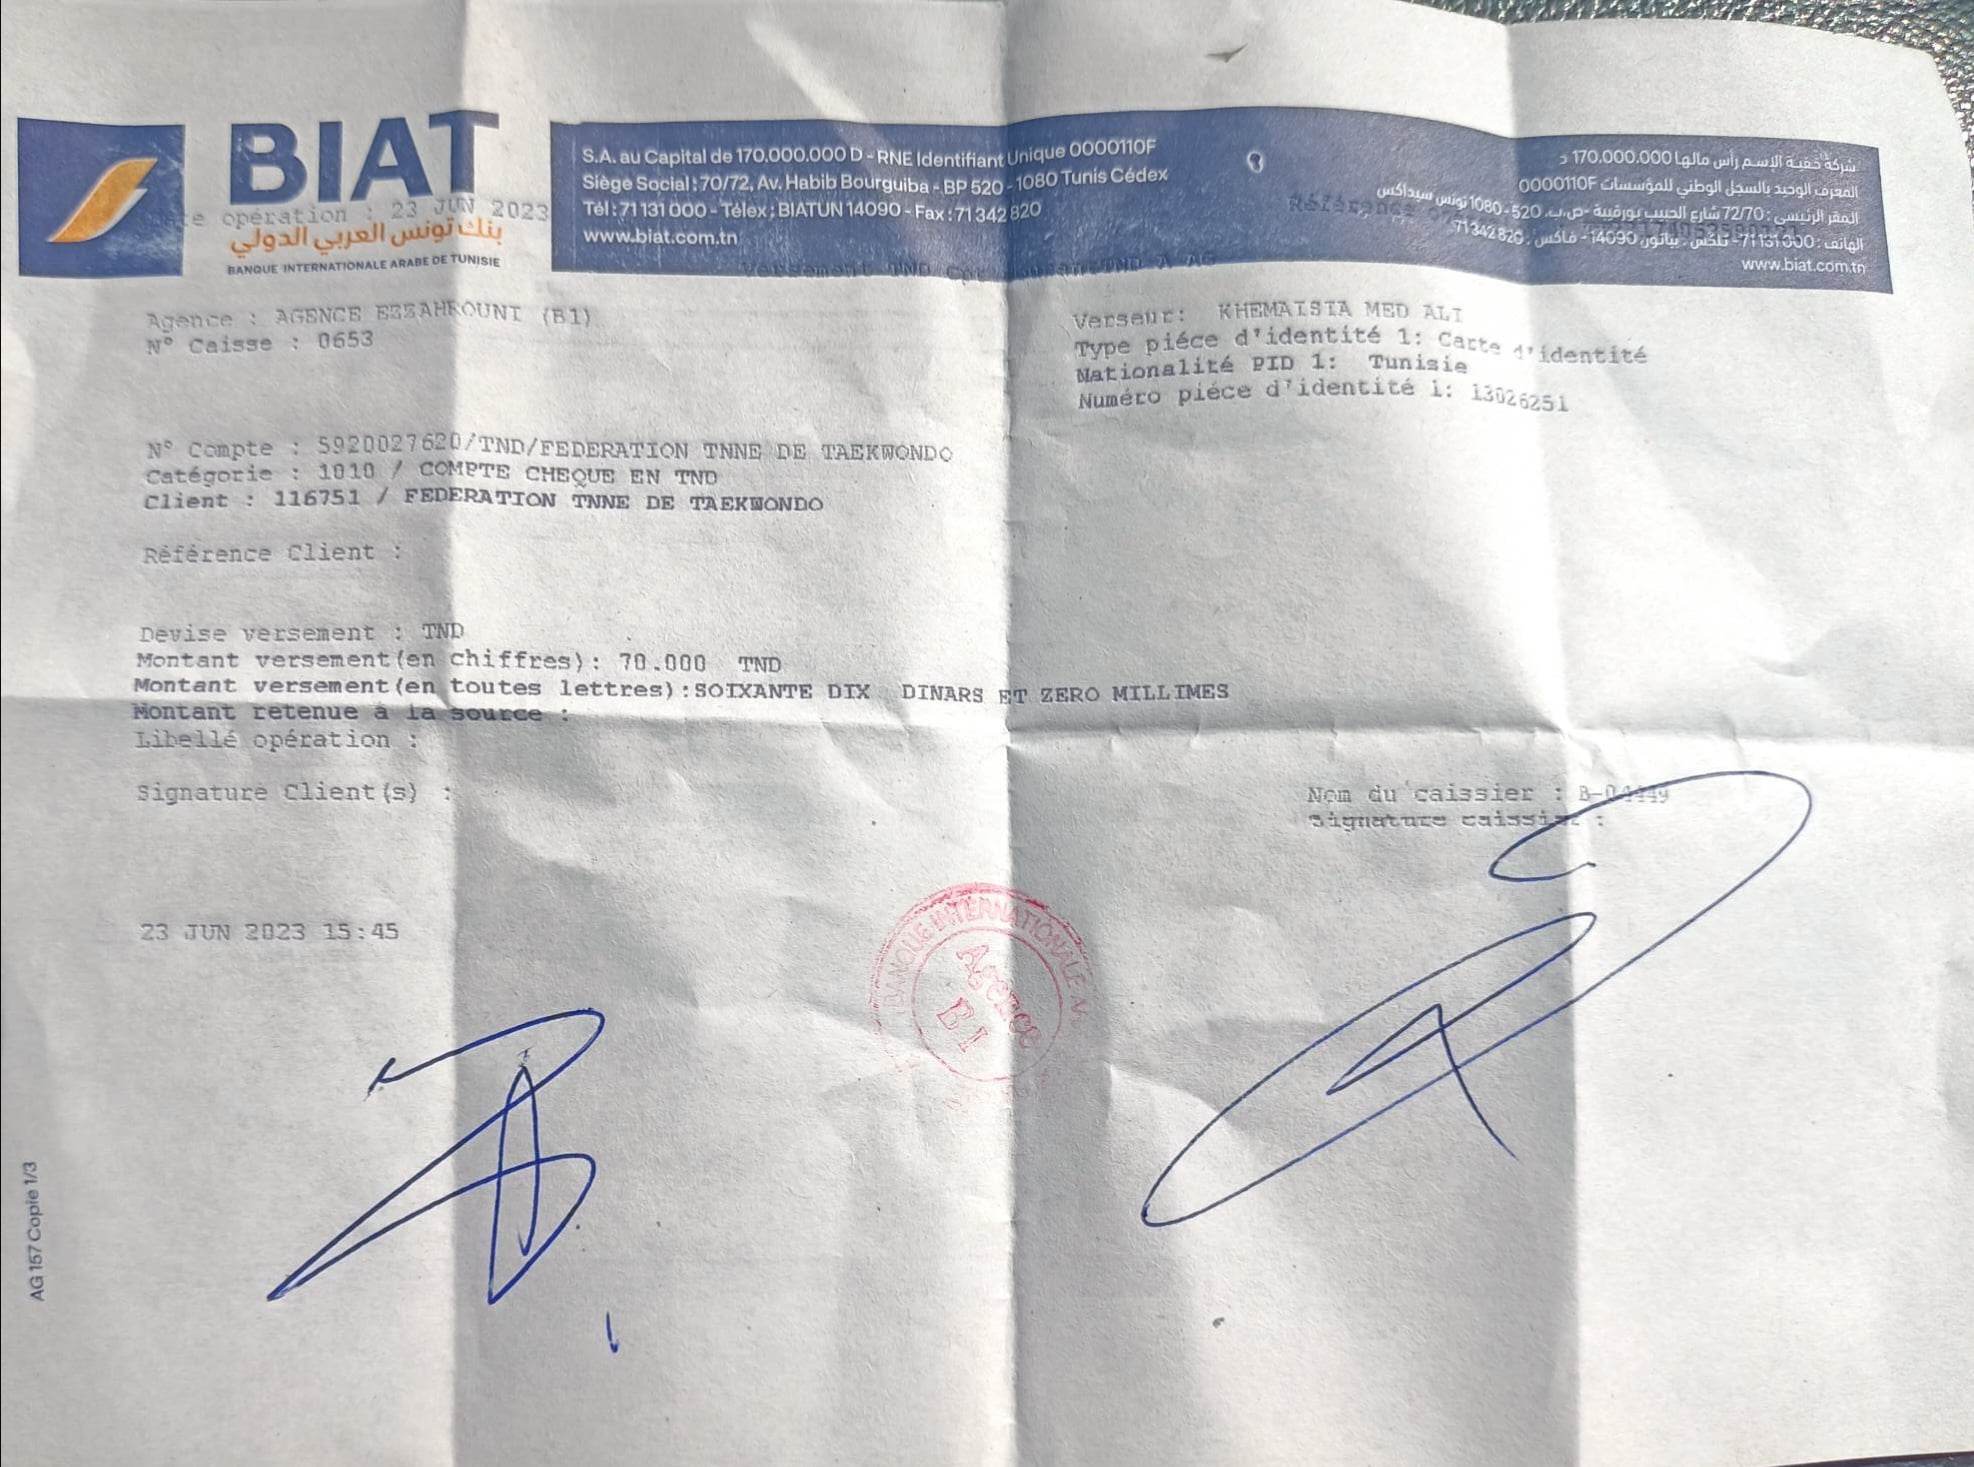 BIAT
opération : 23 JUN 2023
بنك تونس العربي الدولي
BANQUE INTERNATIONALE ARABE DE TUNISIE
S.A. au Capital de 170.000.000 D - RNE Identifiant Unique 0000110F
Siège Social : 70/72, Av. Habib Bourguiba - BP 520 - 1080 Tunis Cédex
Tél : 71 131 000 - Télex : BIATUN 14090 - Fax : 71 342 820
www.biat.com.tn
شركة خفية الإسم رأس مالها 170.000.000 د
المعرف الوحيد بالسجل الوطني للمؤسسات 0000110F
المقر الرئيسي : 72/70 شارع الحبيب بورقيبة -ص.ب. 520-1080 تونس سيداكس
الهاتف : 71131000 - تلكس : بياتون 14090 - فاكس : 71342820
www.biat.com.tn
Référence
Versement TND
Agence : AGENCE EZZAHROUNI (B1)
N° Caisse : 0653
Verseur: KHEMAISIA MED ALI
Type piéce d'identité 1: Carte d'identité
Nationalité PID 1: Tunisie
Numéro piéce d'identité 1: 13026251
N° Compte : 5920027620/TND/FEDERATION TNNE DE TAEKWONDO
Catégorie : 1010 / COMPTE CHEQUE EN TND
Client : 116751 / FEDERATION TNNE DE TAEKWONDO
Référence Client :
Devise versement : TND
Montant versement(en chiffres): 70.000 TND
Montant versement(en toutes lettres):SOIXANTE DIX DINARS ET ZERO MILLIMES
Montant retenue à la source :
Libellé opération :
Signature Client(s) :
Nom du caissier : B-04449
Signature caissier :
23 JUN 2023 15:45
BANQUE INTERNATIONALE
Agence
B1
AG 157 Copie 1/3